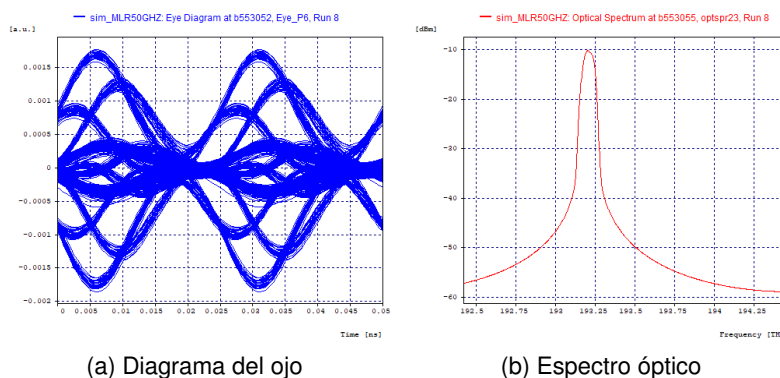 sim_MLR50GHZ: Eye Diagram at b553052, Eye_P6, Run 8
[a.u.]
0.0015
0.001
0.0005
0
-0.0005
-0.001
-0.0015
-0.002
0 0.005 0.01 0.015 0.02 0.025 0.03 0.035 0.04 0.045 0.05
Time [ns]
(a) Diagrama del ojo
sim_MLR50GHZ: Optical Spectrum at b553055, optspr23, Run 8
[dBm]
-10
-20
-30
-40
-50
-60
192.5 192.75 193 193.25 193.5 193.75 194 194.25
Frequency [TH
(b) Espectro óptico